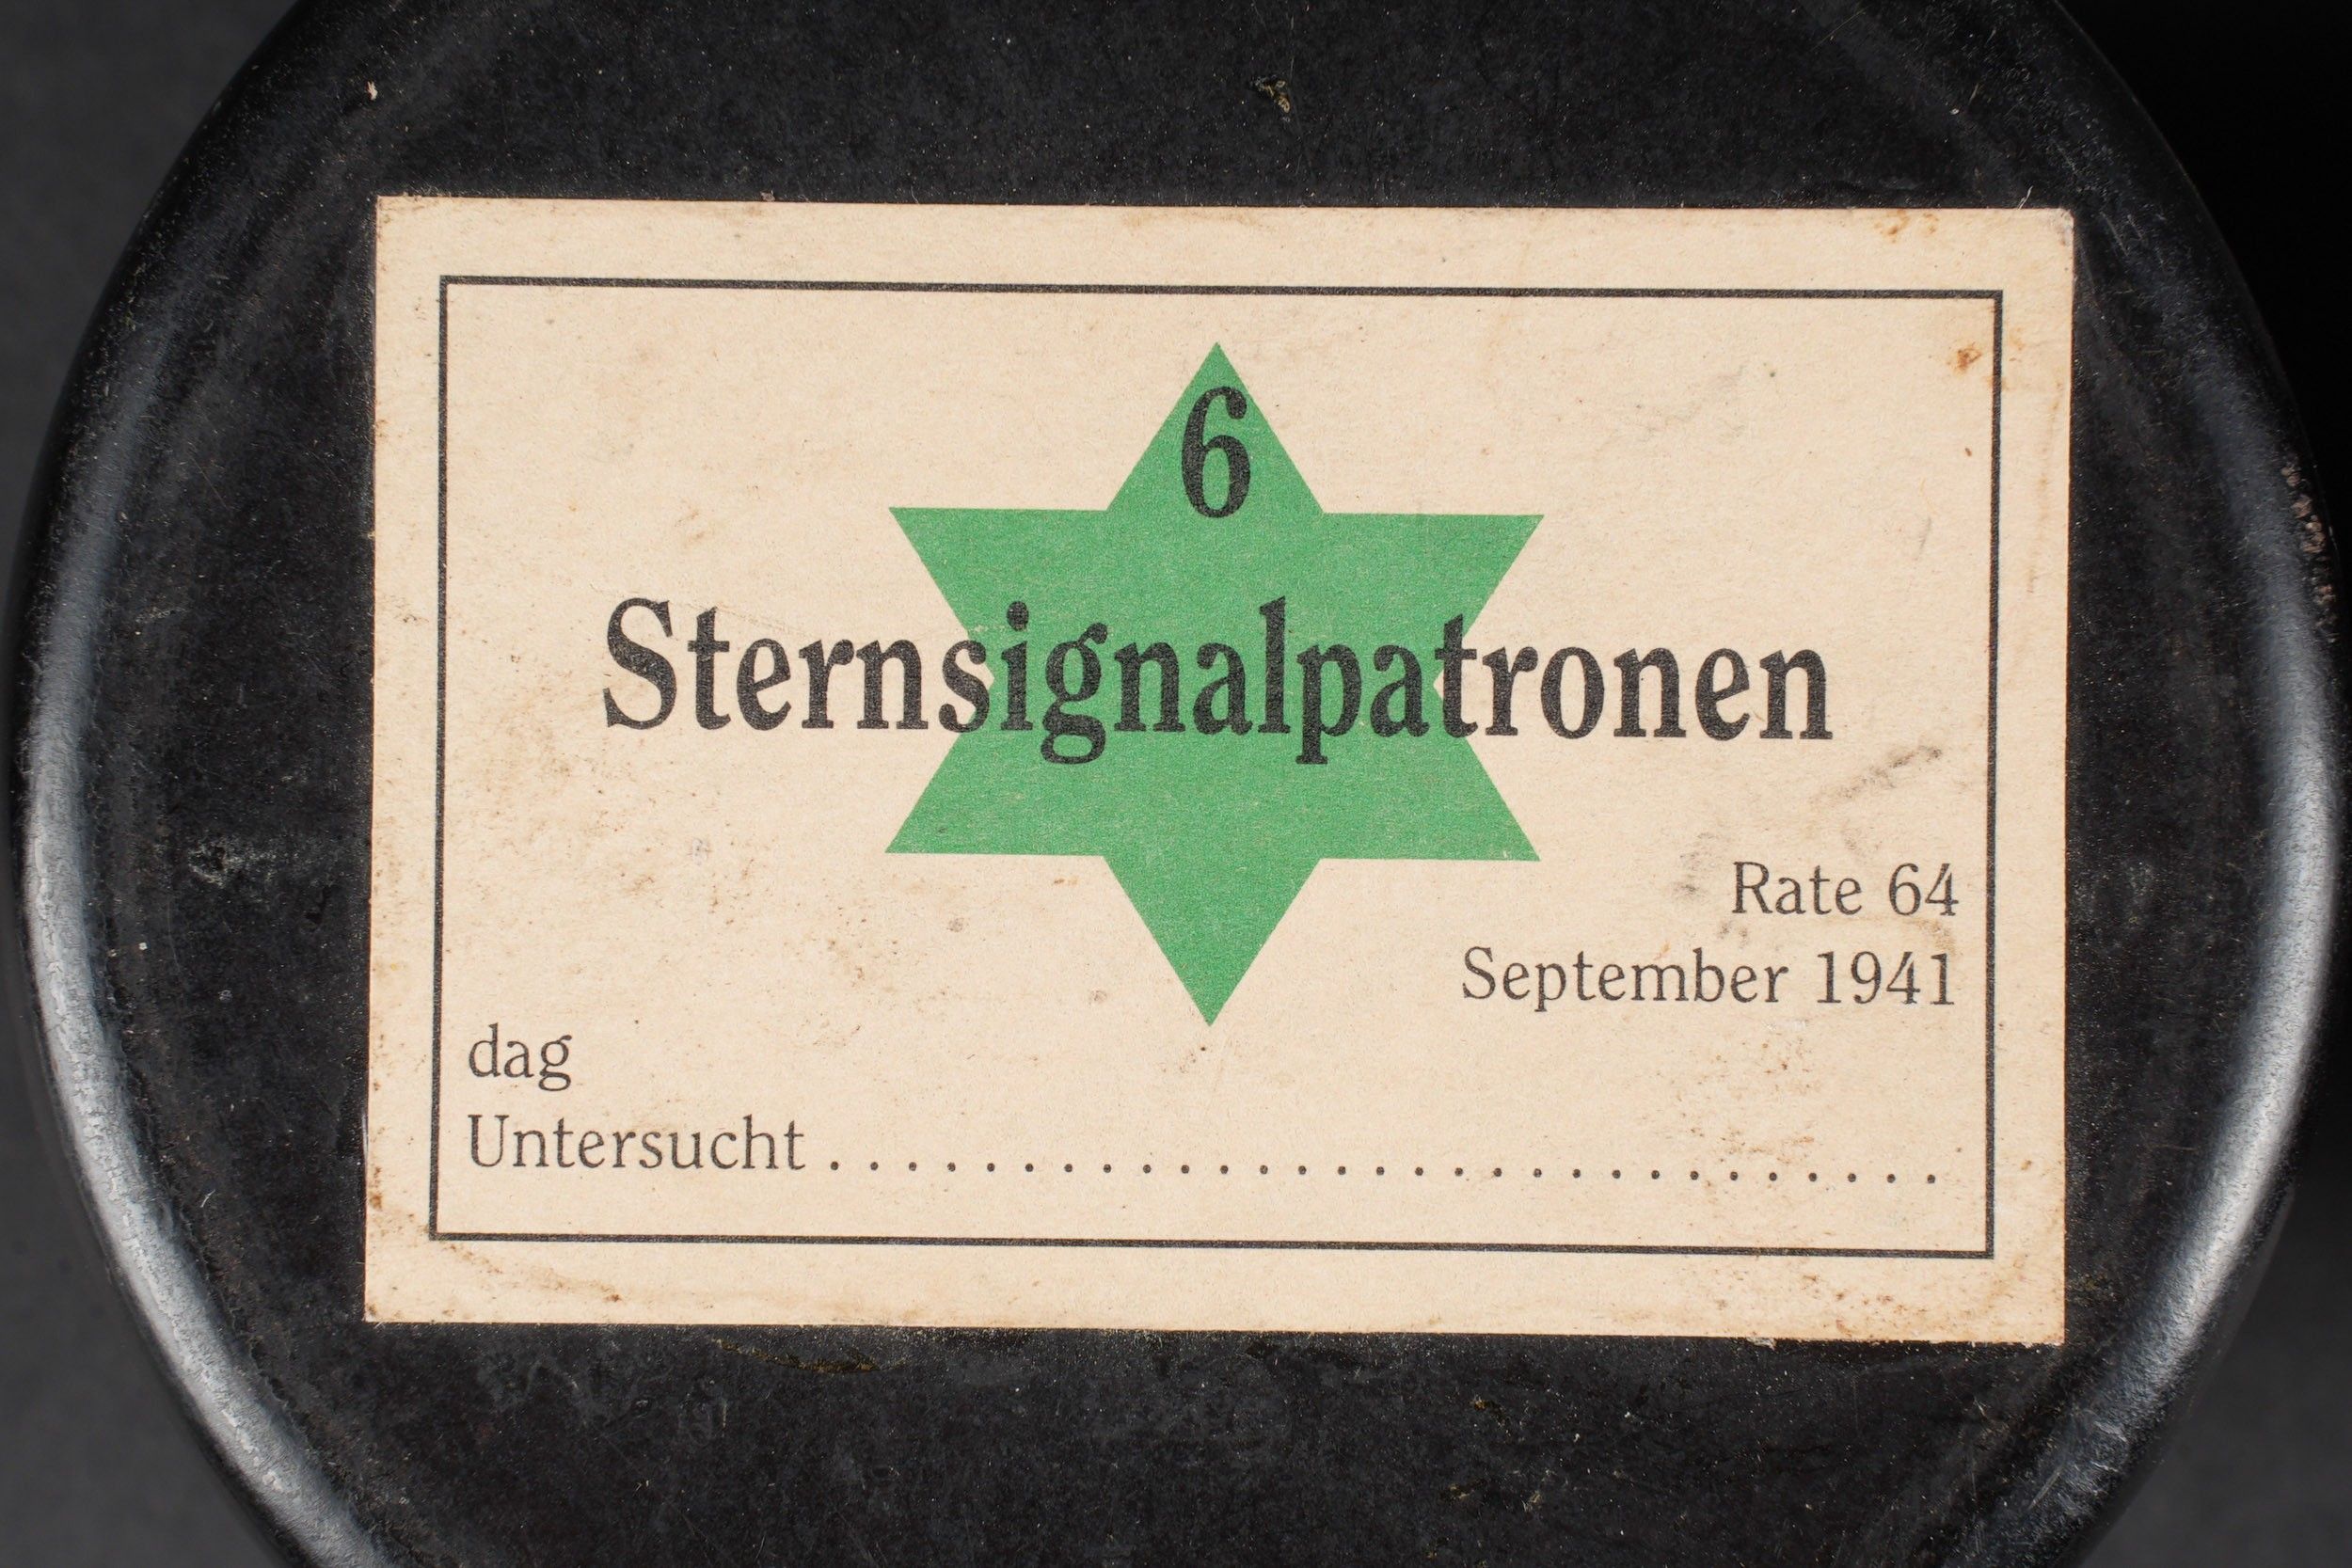 6
Sternsignalpatronen
Rate 64
September 1941
dag
Untersucht.............................